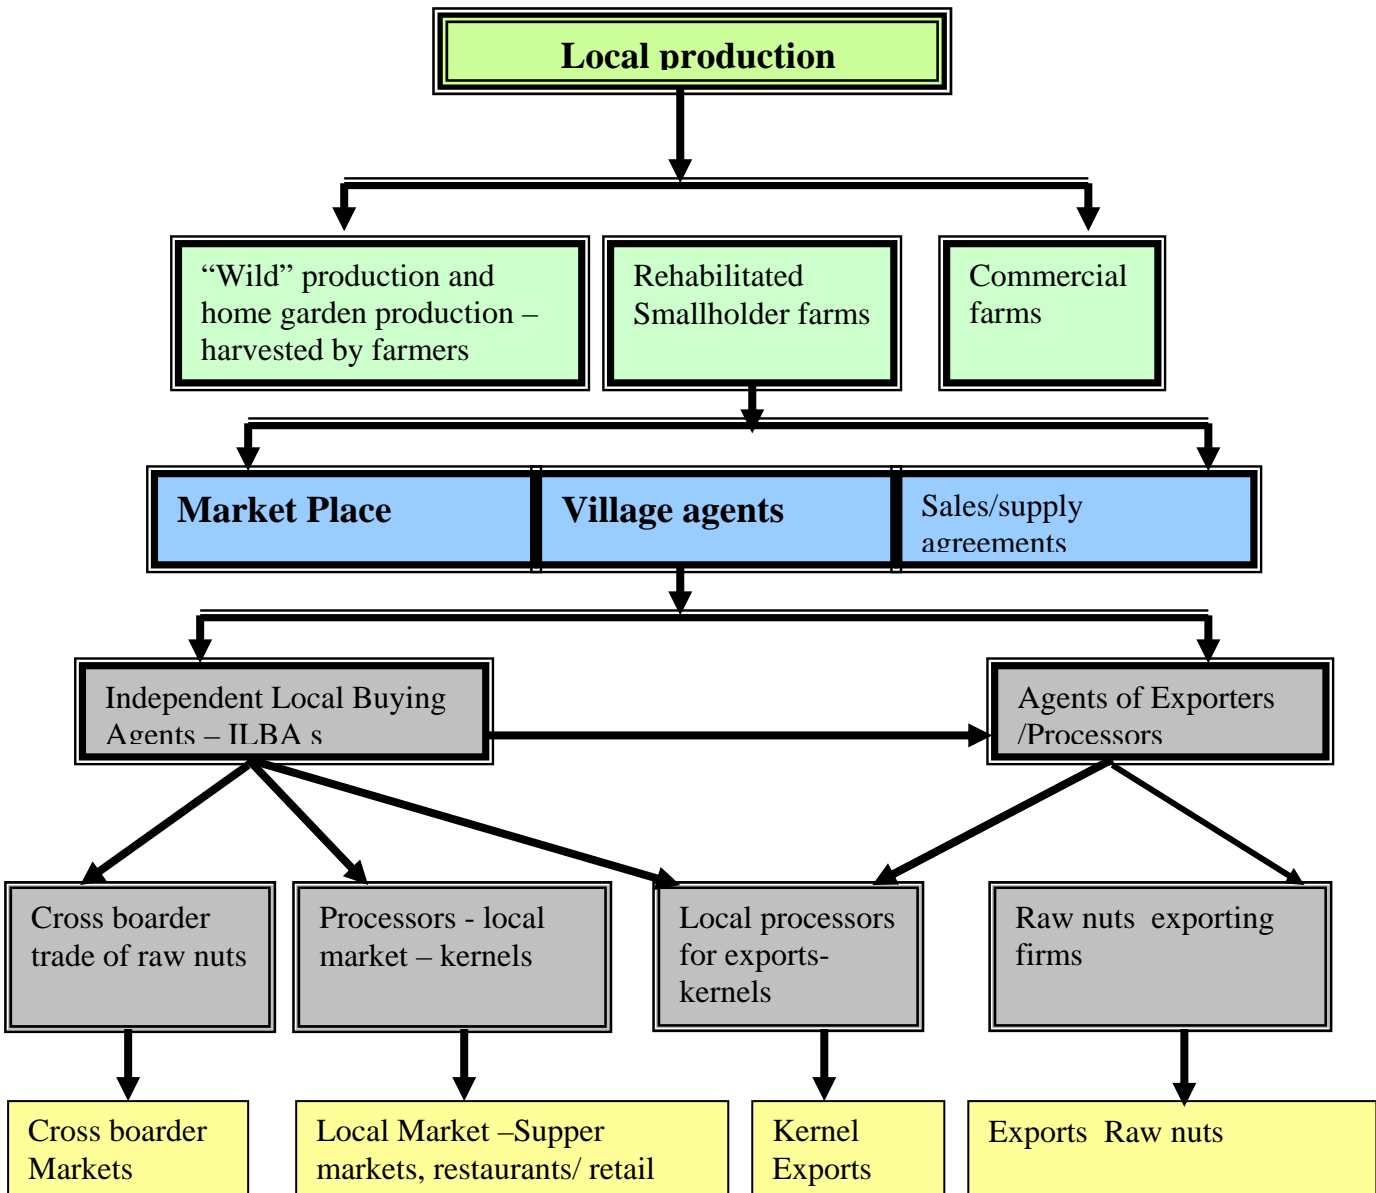 Local production
“Wild” production and
home garden production –
harvested by farmers
Rehabilitated
Smallholder farms
Commercial
farms
Market Place
Village agents
Sales/supply
agreements
Independent Local Buying
Agents – ILBA s
Agents of Exporters
/Processors
Cross boarder
trade of raw nuts
Processors - local
market – kernels
Local processors
for exports-
kernels
Raw nuts  exporting
firms
Cross boarder
Markets
Local Market –Supper
markets, restaurants/ retail
Kernel
Exports
Exports  Raw nuts